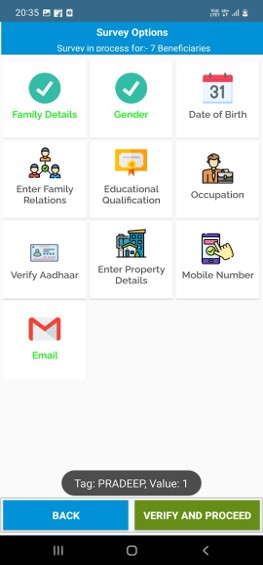 20:35
Survey Options
Survey in process for:- 7 Beneficiaries
Family Details
Gender
31
Date of Birth
Enter Family
Relations
Educational
Qualification
Occupation
Verify Aadhaar
Enter Property
Details
Mobile Number
Email
Tag: PRADEEP, Value: 1
BACK
VERIFY AND PROCEED